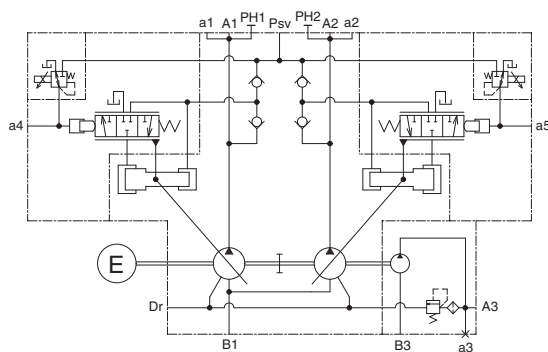 a1 A1 PH1 Psv PH2 A2 a2
a4 a5
E
Dr A3
B1 B3 a3